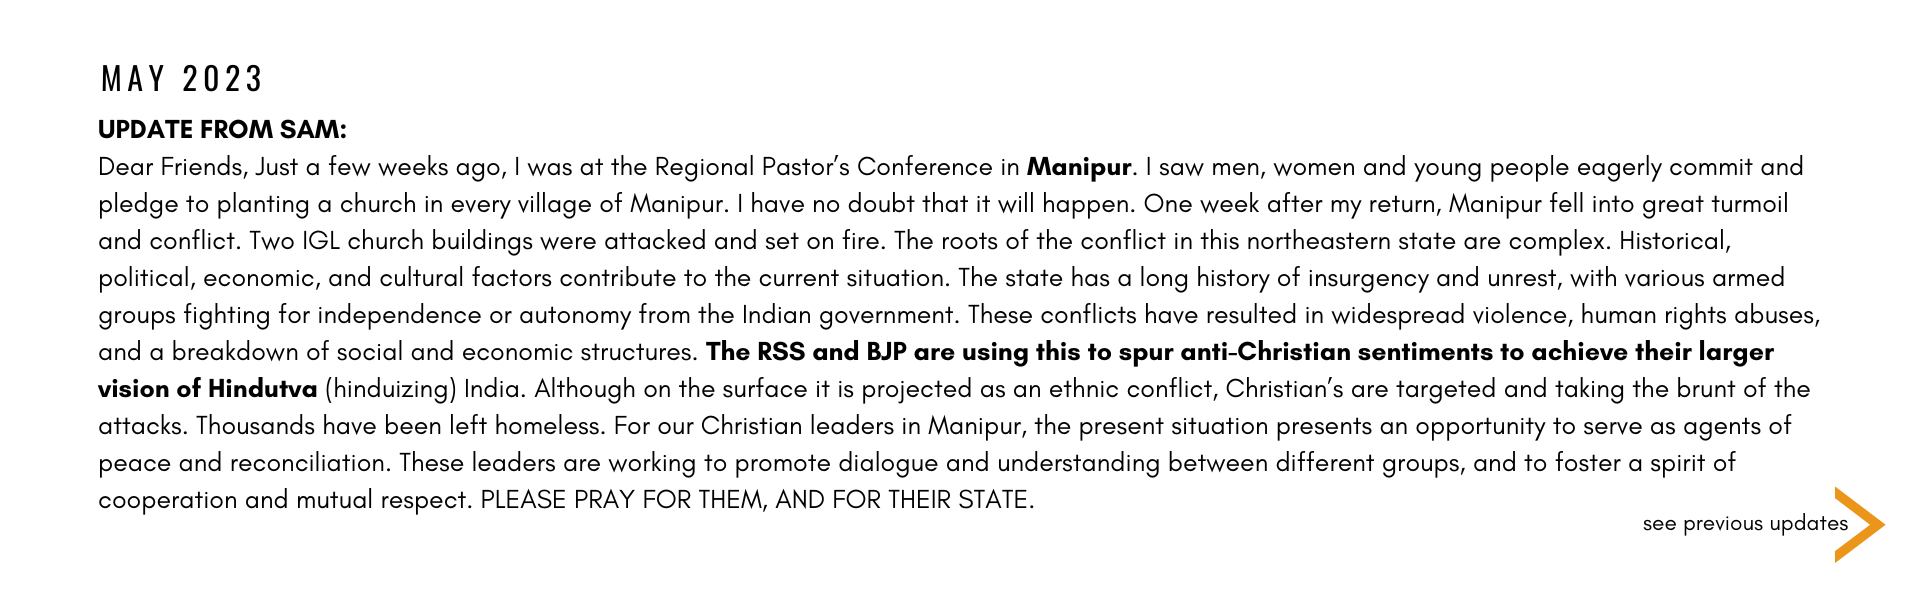 MAY 2023
UPDATE FROM SAM:
Dear Friends, Just a few weeks ago, I was at the Regional Pastor’s Conference in Manipur. I saw men, women and young people eagerly commit and
pledge to planting a church in every village of Manipur. I have no doubt that it will happen. One week after my return, Manipur fell into great turmoil
and conflict. Two IGL church buildings were attacked and set on fire. The roots of the conflict in this northeastern state are complex. Historical,
political, economic, and cultural factors contribute to the current situation. The state has a long history of insurgency and unrest, with various armed
groups fighting for independence or autonomy from the Indian government. These conflicts have resulted in widespread violence, human rights abuses,
and a breakdown of social and economic structures. The RSS and BJP are using this to spur anti-Christian sentiments to achieve their larger
vision of Hindutva (hinduizing) India. Although on the surface it is projected as an ethnic conflict, Christian’s are targeted and taking the brunt of the
attacks. Thousands have been left homeless. For our Christian leaders in Manipur, the present situation presents an opportunity to serve as agents of
peace and reconciliation. These leaders are working to promote dialogue and understanding between different groups, and to foster a spirit of
cooperation and mutual respect. PLEASE PRAY FOR THEM, AND FOR THEIR STATE.
see previous updates